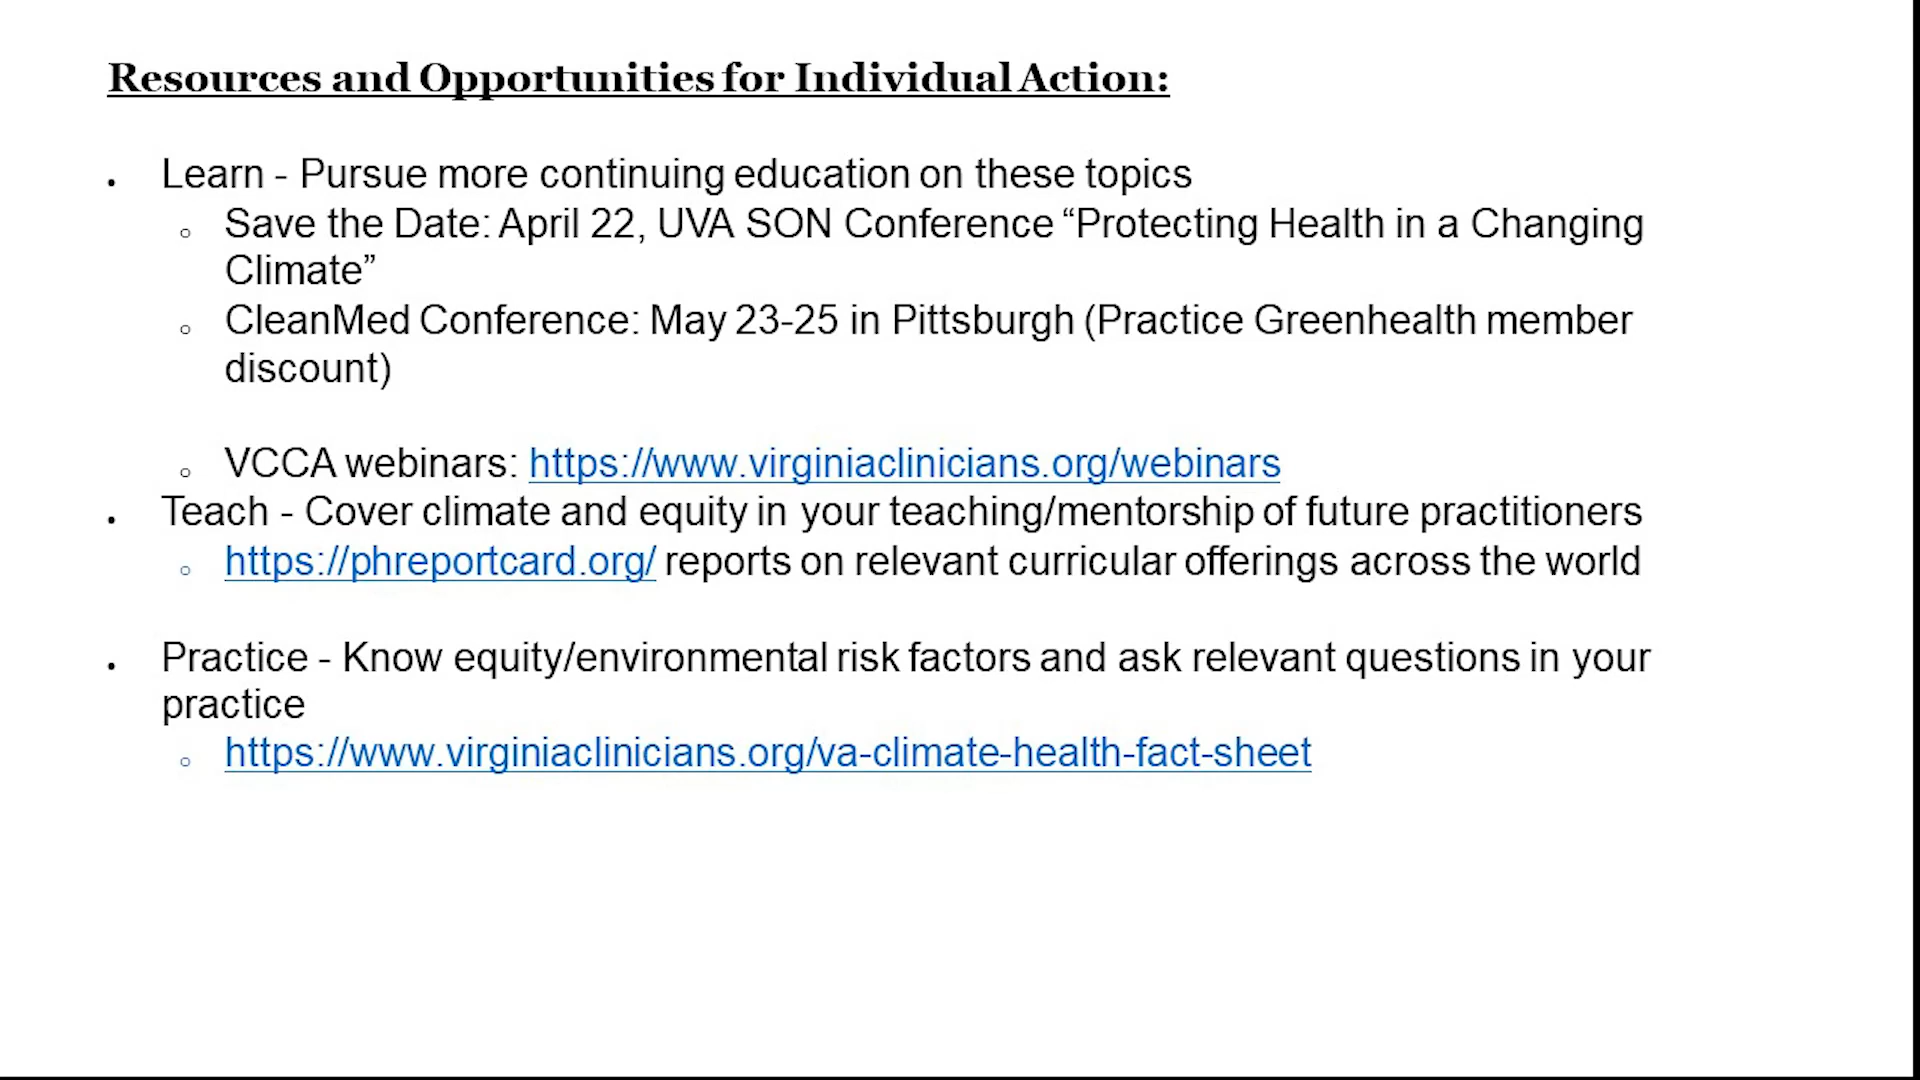 Resources and Opportunities for Individual Action:
• Learn - Pursue more continuing education on these topics
o Save the Date: April 22, UVA SON Conference “Protecting Health in a Changing
Climate”
o CleanMed Conference: May 23-25 in Pittsburgh (Practice Greenhealth member
discount)
o VCCA webinars: https://www.virginiaclinicians.org/webinars
• Teach - Cover climate and equity in your teaching/mentorship of future practitioners
o https://phreportcard.org/ reports on relevant curricular offerings across the world
• Practice - Know equity/environmental risk factors and ask relevant questions in your
practice
o https://www.virginiaclinicians.org/va-climate-health-fact-sheet